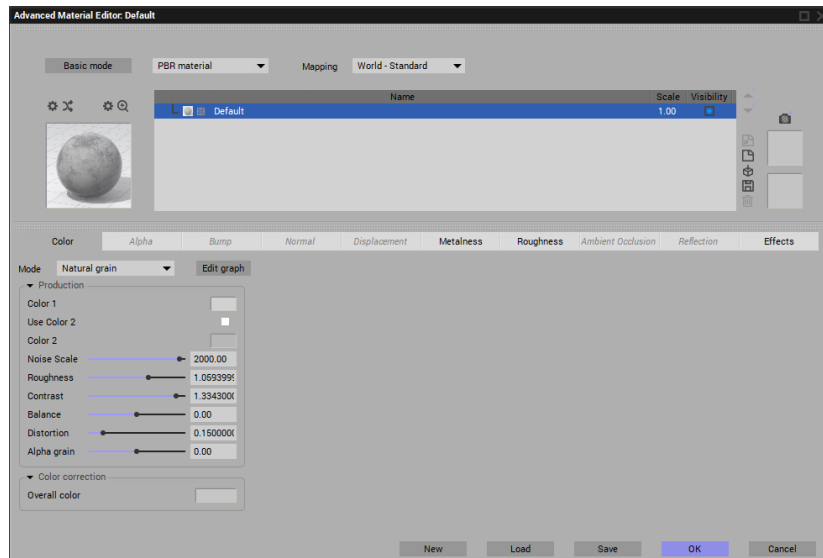 Advanced Material Editor: Default
Basic mode PBR material Mapping World - Standard
Name Scale Visibility
Default 1.00
Color Alpha Bump Normal Displacement Metalness Roughness Ambient Occlusion Reflection Effects
Mode Natural grain Edit graph
Production
Color 1
Use Color 2
Color 2
Noise Scale 2000.00
Roughness 1.0593999
Contrast 1.334300(
Balance 0.00
Distortion 0.150000(
Alpha grain 0.00
Color correction
Overall color
New Load Save OK Cancel